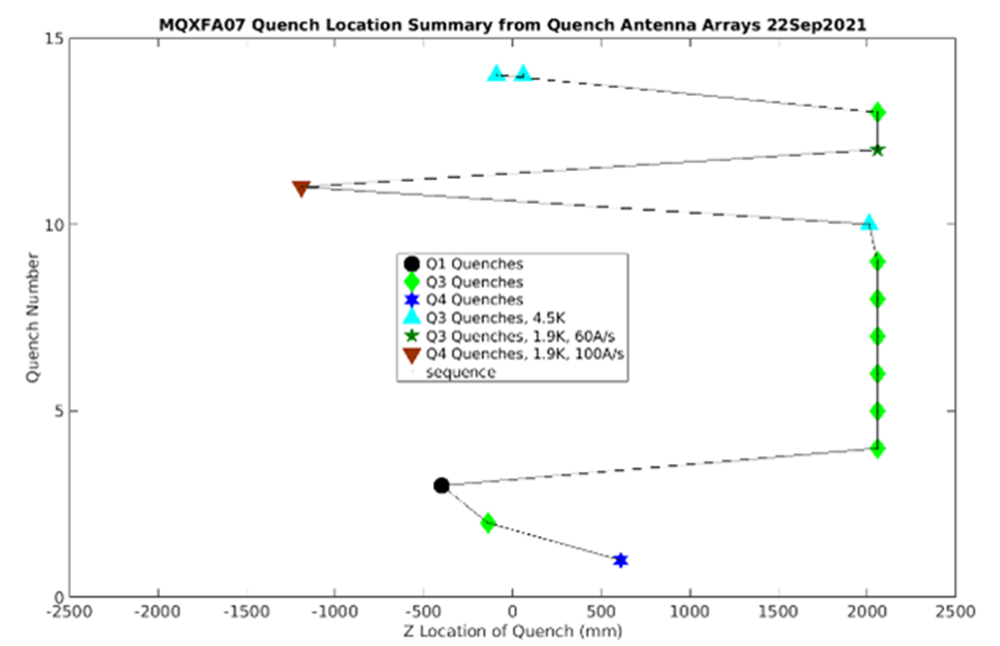 MQXFA07 Quench Location Summary from Quench Antenna Arrays 22Sep2021
15
10
5
0
Quench Number
Q1 Quenches
Q3 Quenches
Q4 Quenches
Q3 Quenches, 4.5K
Q3 Quenches, 1.9K, 60A/s
Q4 Quenches, 1.9K, 100A/s
sequence
-2500 -2000 -1500 -1000 -500 0 500 1000 1500 2000 2500
Z Location of Quench (mm)